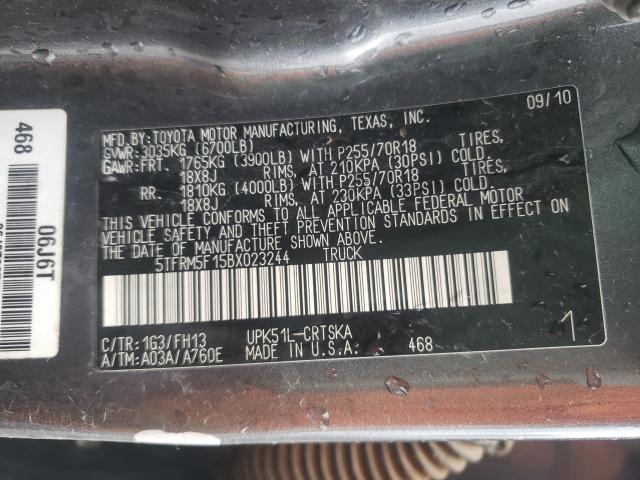 09/10
MFD.BY:TOYOTA MOTOR MANUFACTURING, TEXAS, INC.
GVWR:3035KG (6700LB)
GAWR:FRT. 1765KG (3900LB) WITH P255/70R18 TIRES,
18X8J RIMS, AT 210KPA (30PSI) COLD.
RR. 1810KG (4000LB) WITH P255/70R18 TIRES,
18X8J RIMS, AT 230KPA (33PSI) COLD.
THIS VEHICLE CONFORMS TO ALL APPLICABLE FEDERAL MOTOR
VEHICLE SAFETY AND THEFT PREVENTION STANDARDS IN EFFECT ON
THE DATE OF MANUFACTURE SHOWN ABOVE.
5TFRM5F15BX023244 TRUCK
C/TR:1G3/FH13 UPK51L-CRTSKA
A/TM:A03A/A760E MADE IN U.S.A. 468
1
468
06J6T